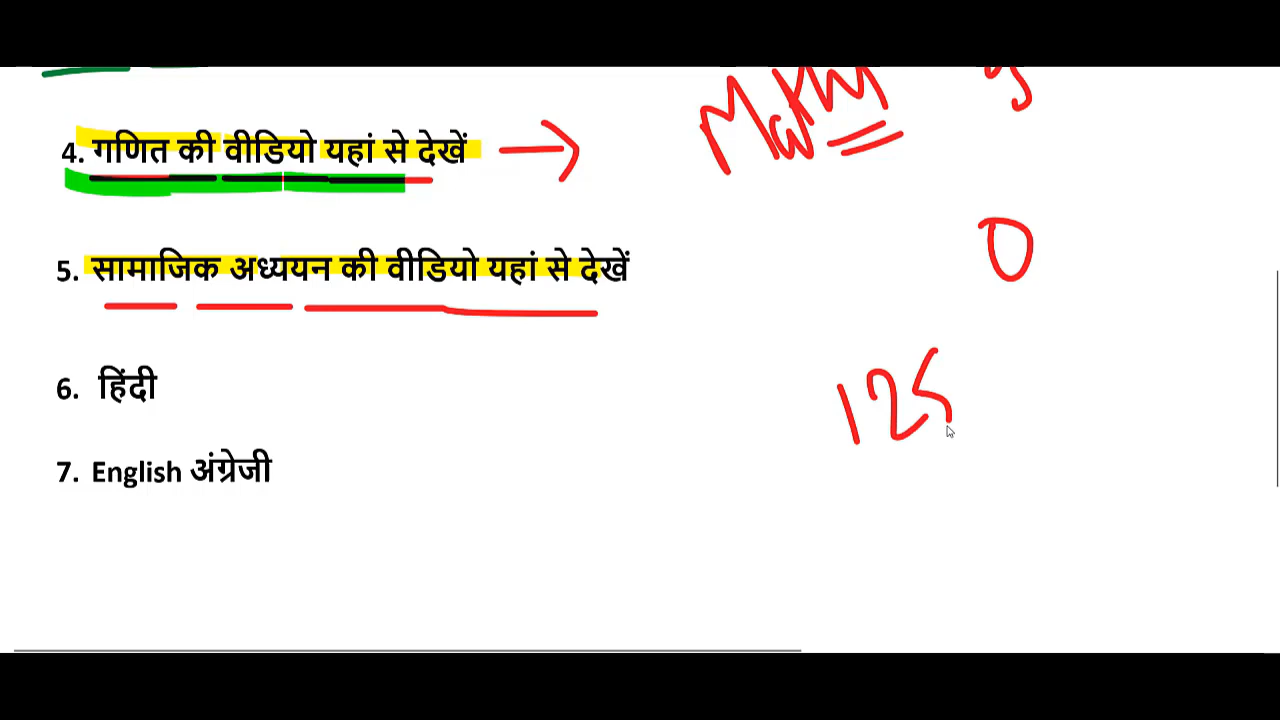 4. गणित की वीडियो यहां से देखें
Maths
5. सामाजिक अध्ययन की वीडियो यहां से देखें
0
6. हिंदी
125
7. English अंग्रेजी